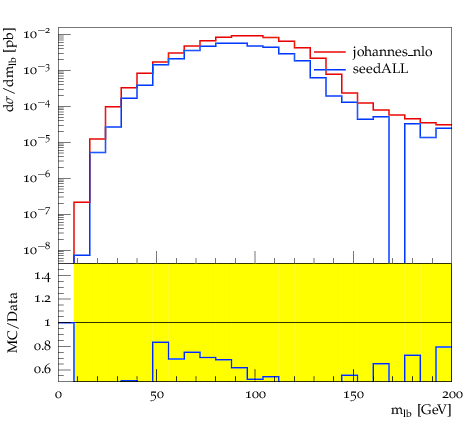 dσ/dm_lb [pb]
10⁻²
10⁻³
10⁻⁴
10⁻⁵
10⁻⁶
10⁻⁷
10⁻⁸
johannes_nlo
seedALL
MC/Data
1.4
1.2
1
0.8
0.6
0 50 100 150 200
m_lb [GeV]